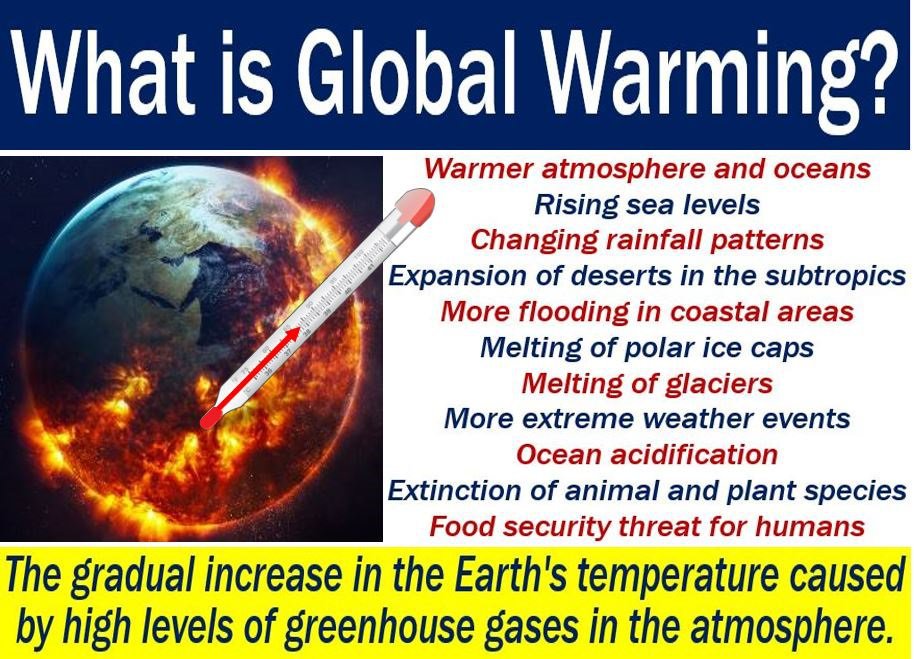 What is Global Warming?
Warmer atmosphere and oceans
Rising sea levels
Changing rainfall patterns
Expansion of deserts in the subtropics
More flooding in coastal areas
Melting of polar ice caps
Melting of glaciers
More extreme weather events
Ocean acidification
Extinction of animal and plant species
Food security threat for humans
The gradual increase in the Earth's temperature caused
by high levels of greenhouse gases in the atmosphere.